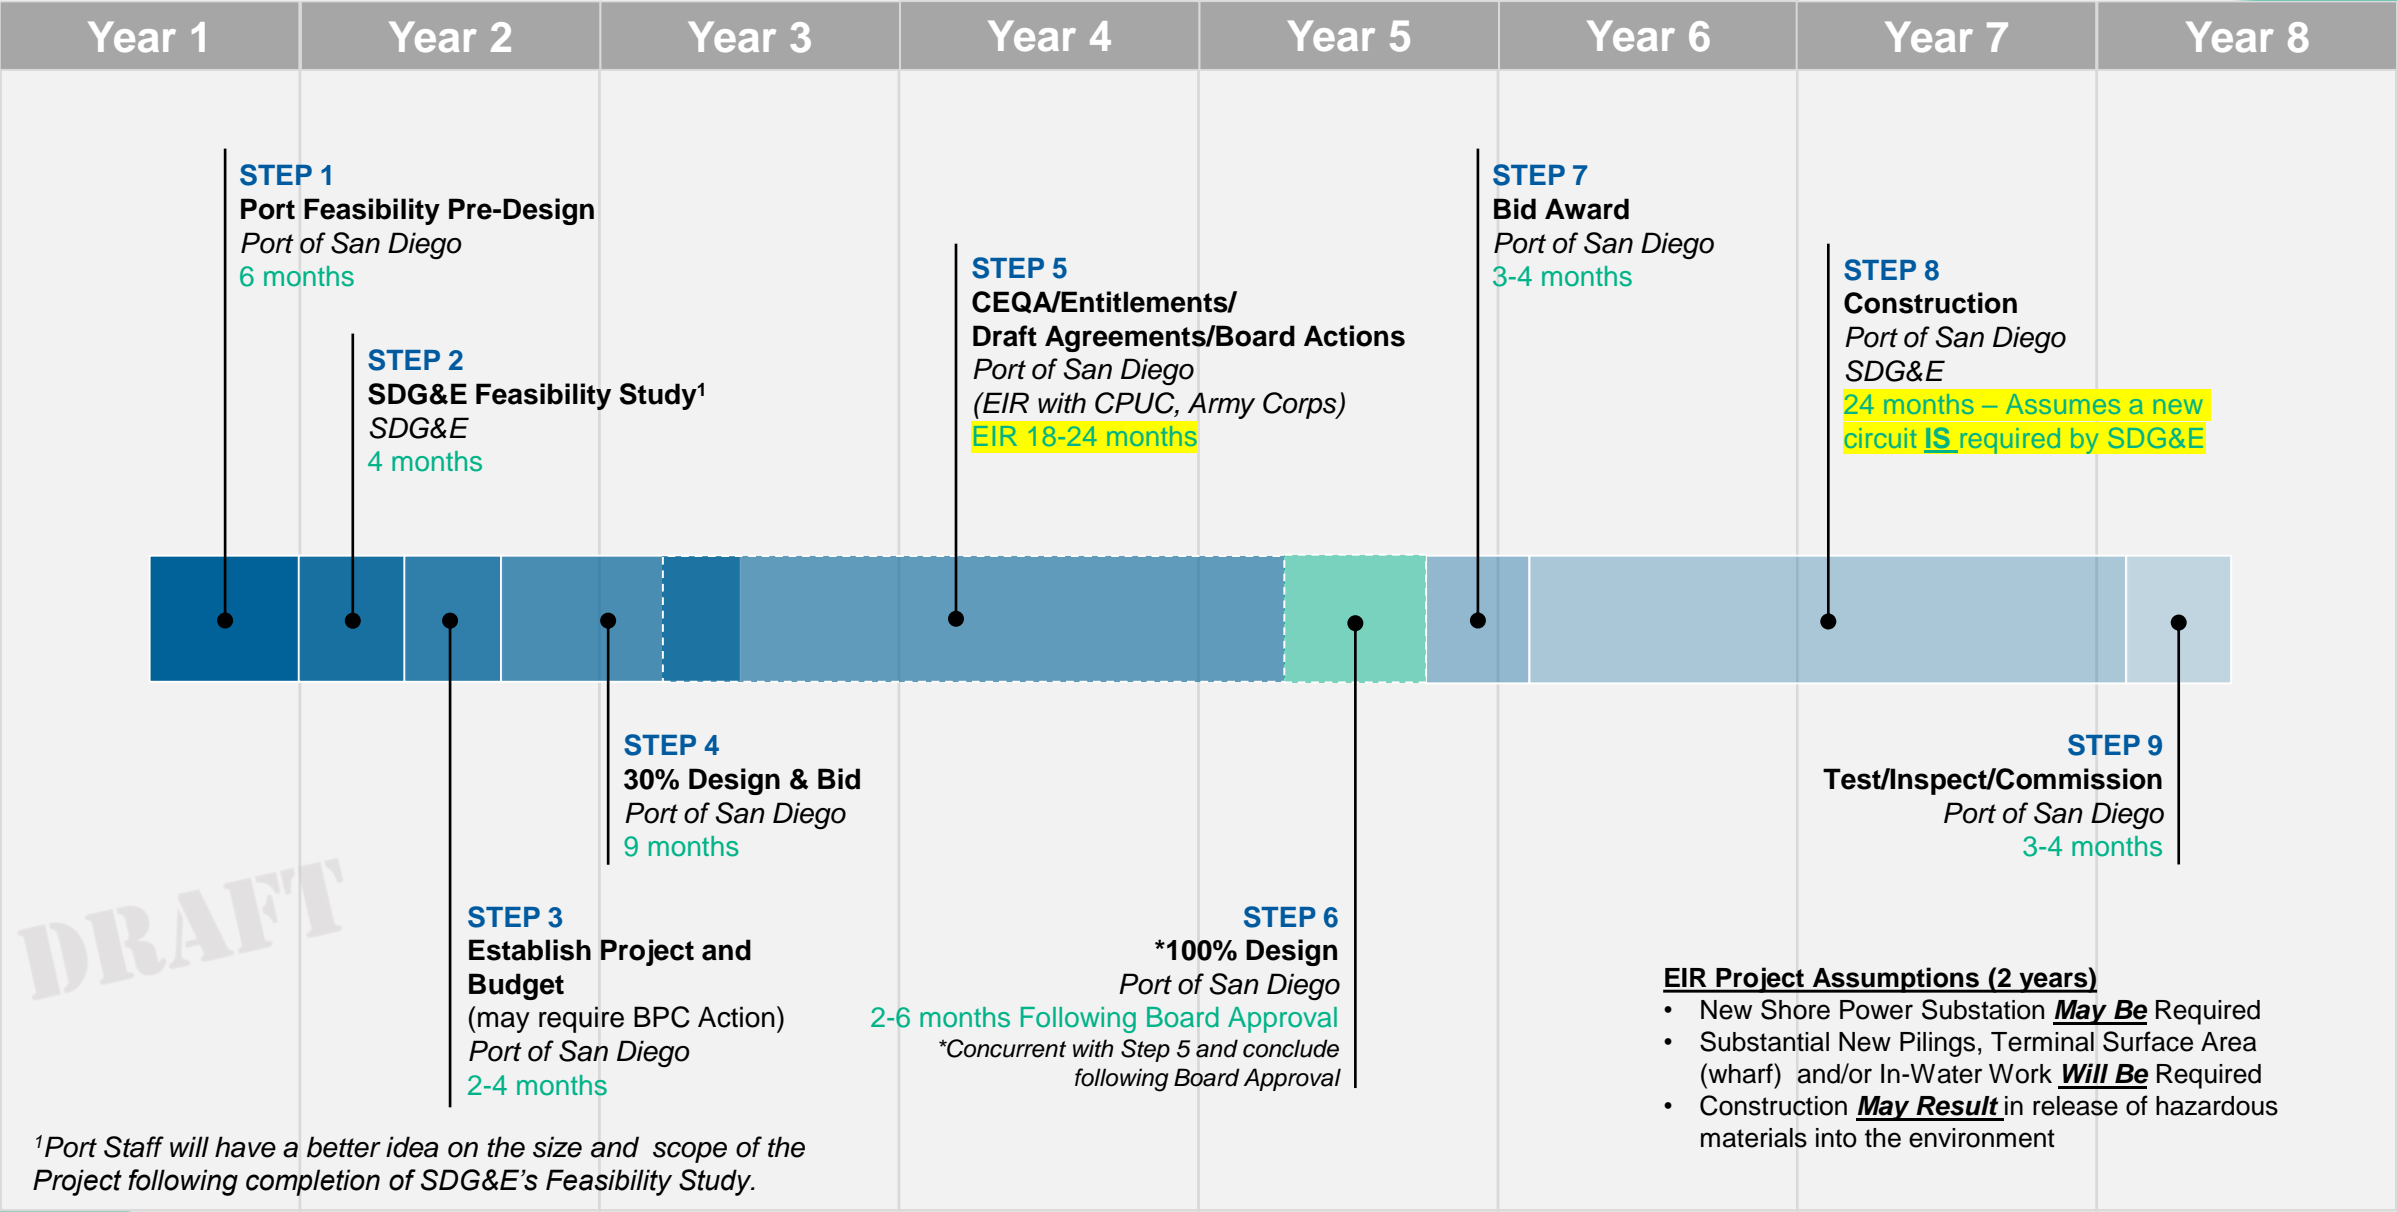 Year 1
Year 2
Year 3
Year 4
Year 5
Year 6
Year 7
Year 8
STEP 1
Port Feasibility Pre-Design
Port of San Diego
6 months
STEP 2
SDG&E Feasibility Study¹
SDG&E
4 months
STEP 5
CEQA/Entitlements/
Draft Agreements/Board Actions
Port of San Diego
(EIR with CPUC, Army Corps)
EIR 18-24 months
STEP 7
Bid Award
Port of San Diego
3-4 months
STEP 8
Construction
Port of San Diego
SDG&E
24 months – Assumes a new
circuit IS required by SDG&E
STEP 4
30% Design & Bid
Port of San Diego
9 months
STEP 9
Test/Inspect/Commission
Port of San Diego
3-4 months
DRAFT
STEP 3
Establish Project and
Budget
(may require BPC Action)
Port of San Diego
2-4 months
STEP 6
*100% Design
Port of San Diego
2-6 months Following Board Approval
*Concurrent with Step 5 and conclude
following Board Approval
EIR Project Assumptions (2 years)
• New Shore Power Substation May Be Required
• Substantial New Pilings, Terminal Surface Area
(wharf) and/or In-Water Work Will Be Required
• Construction May Result in release of hazardous
materials into the environment
¹Port Staff will have a better idea on the size and scope of the
Project following completion of SDG&E’s Feasibility Study.